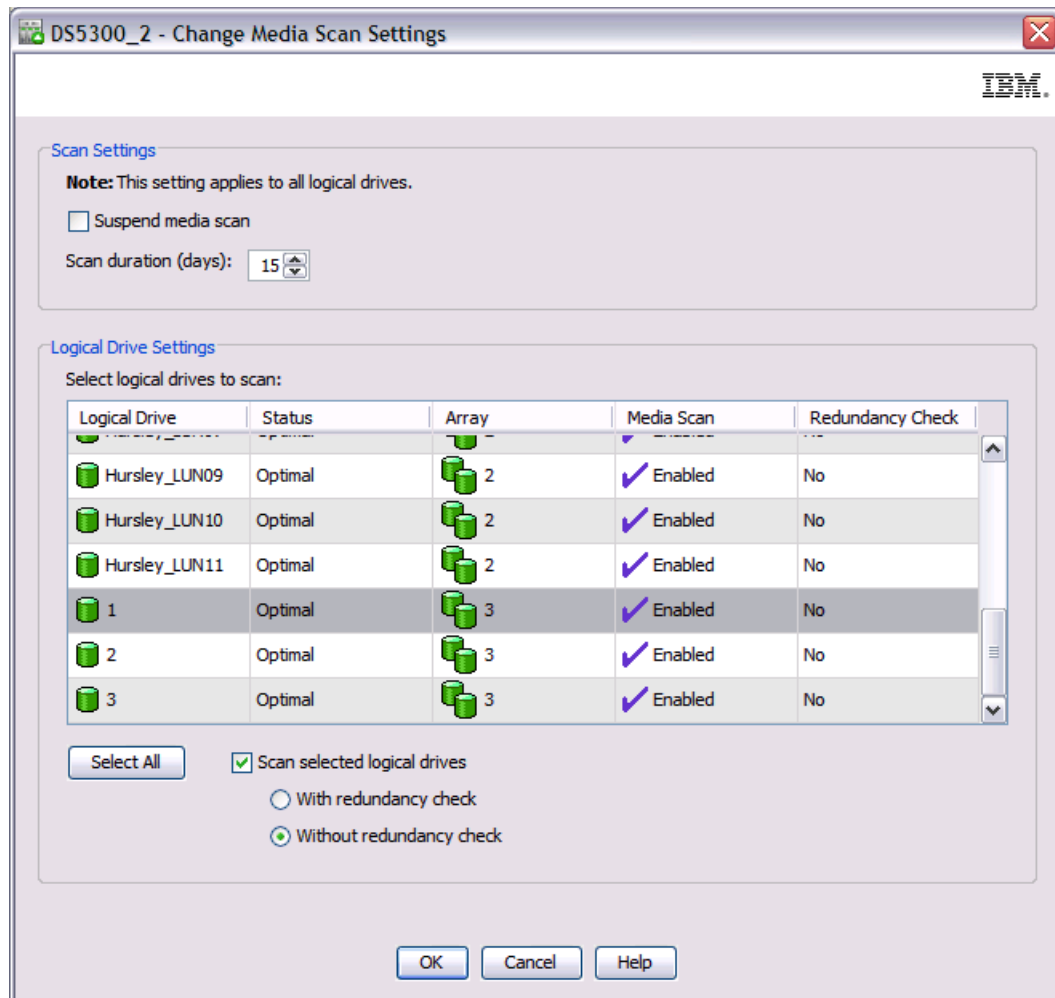 DS5300_2 - Change Media Scan Settings
IBM.
Scan Settings
Note: This setting applies to all logical drives.
Suspend media scan
Scan duration (days): 15
Logical Drive Settings
Select logical drives to scan:
Logical Drive Status Array Media Scan Redundancy Check
Hursley_LUN09 Optimal 2 Enabled No
Hursley_LUN10 Optimal 2 Enabled No
Hursley_LUN11 Optimal 2 Enabled No
1 Optimal 3 Enabled No
2 Optimal 3 Enabled No
3 Optimal 3 Enabled No
Select All Scan selected logical drives
With redundancy check
Without redundancy check
OK Cancel Help